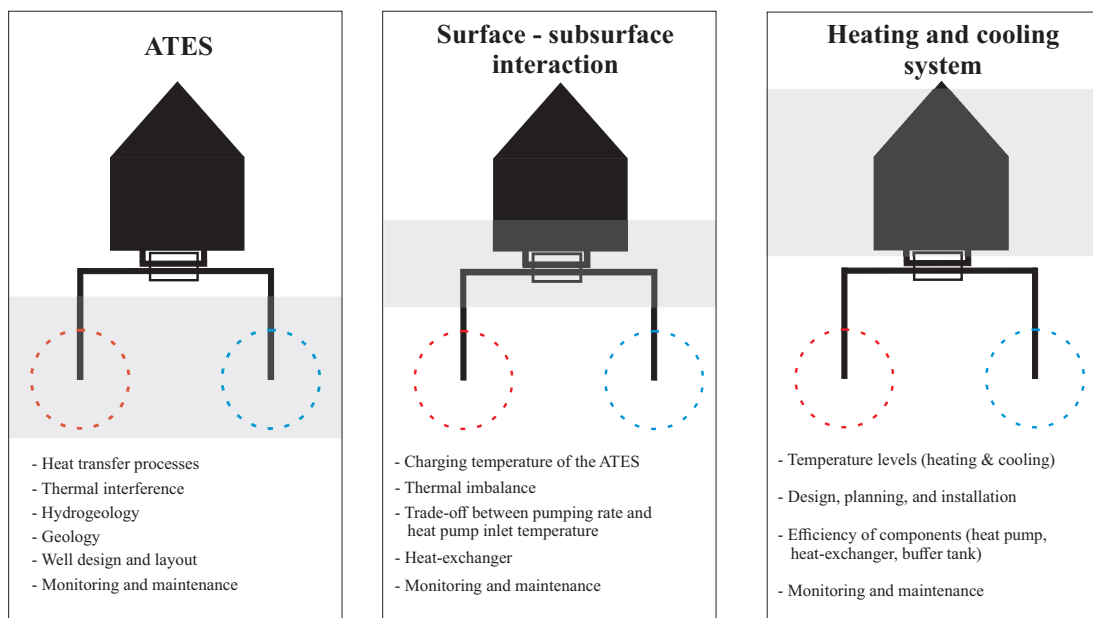 ATES
- Heat transfer processes
- Thermal interference
- Hydrogeology
- Geology
- Well design and layout
- Monitoring and maintenance
Surface - subsurface
interaction
- Charging temperature of the ATES
- Thermal imbalance
- Trade-off between pumping rate and
heat pump inlet temperature
- Heat-exchanger
- Monitoring and maintenance
Heating and cooling
system
- Temperature levels (heating & cooling)
- Design, planning, and installation
- Efficiency of components (heat pump,
heat-exchanger, buffer tank)
- Monitoring and maintenance